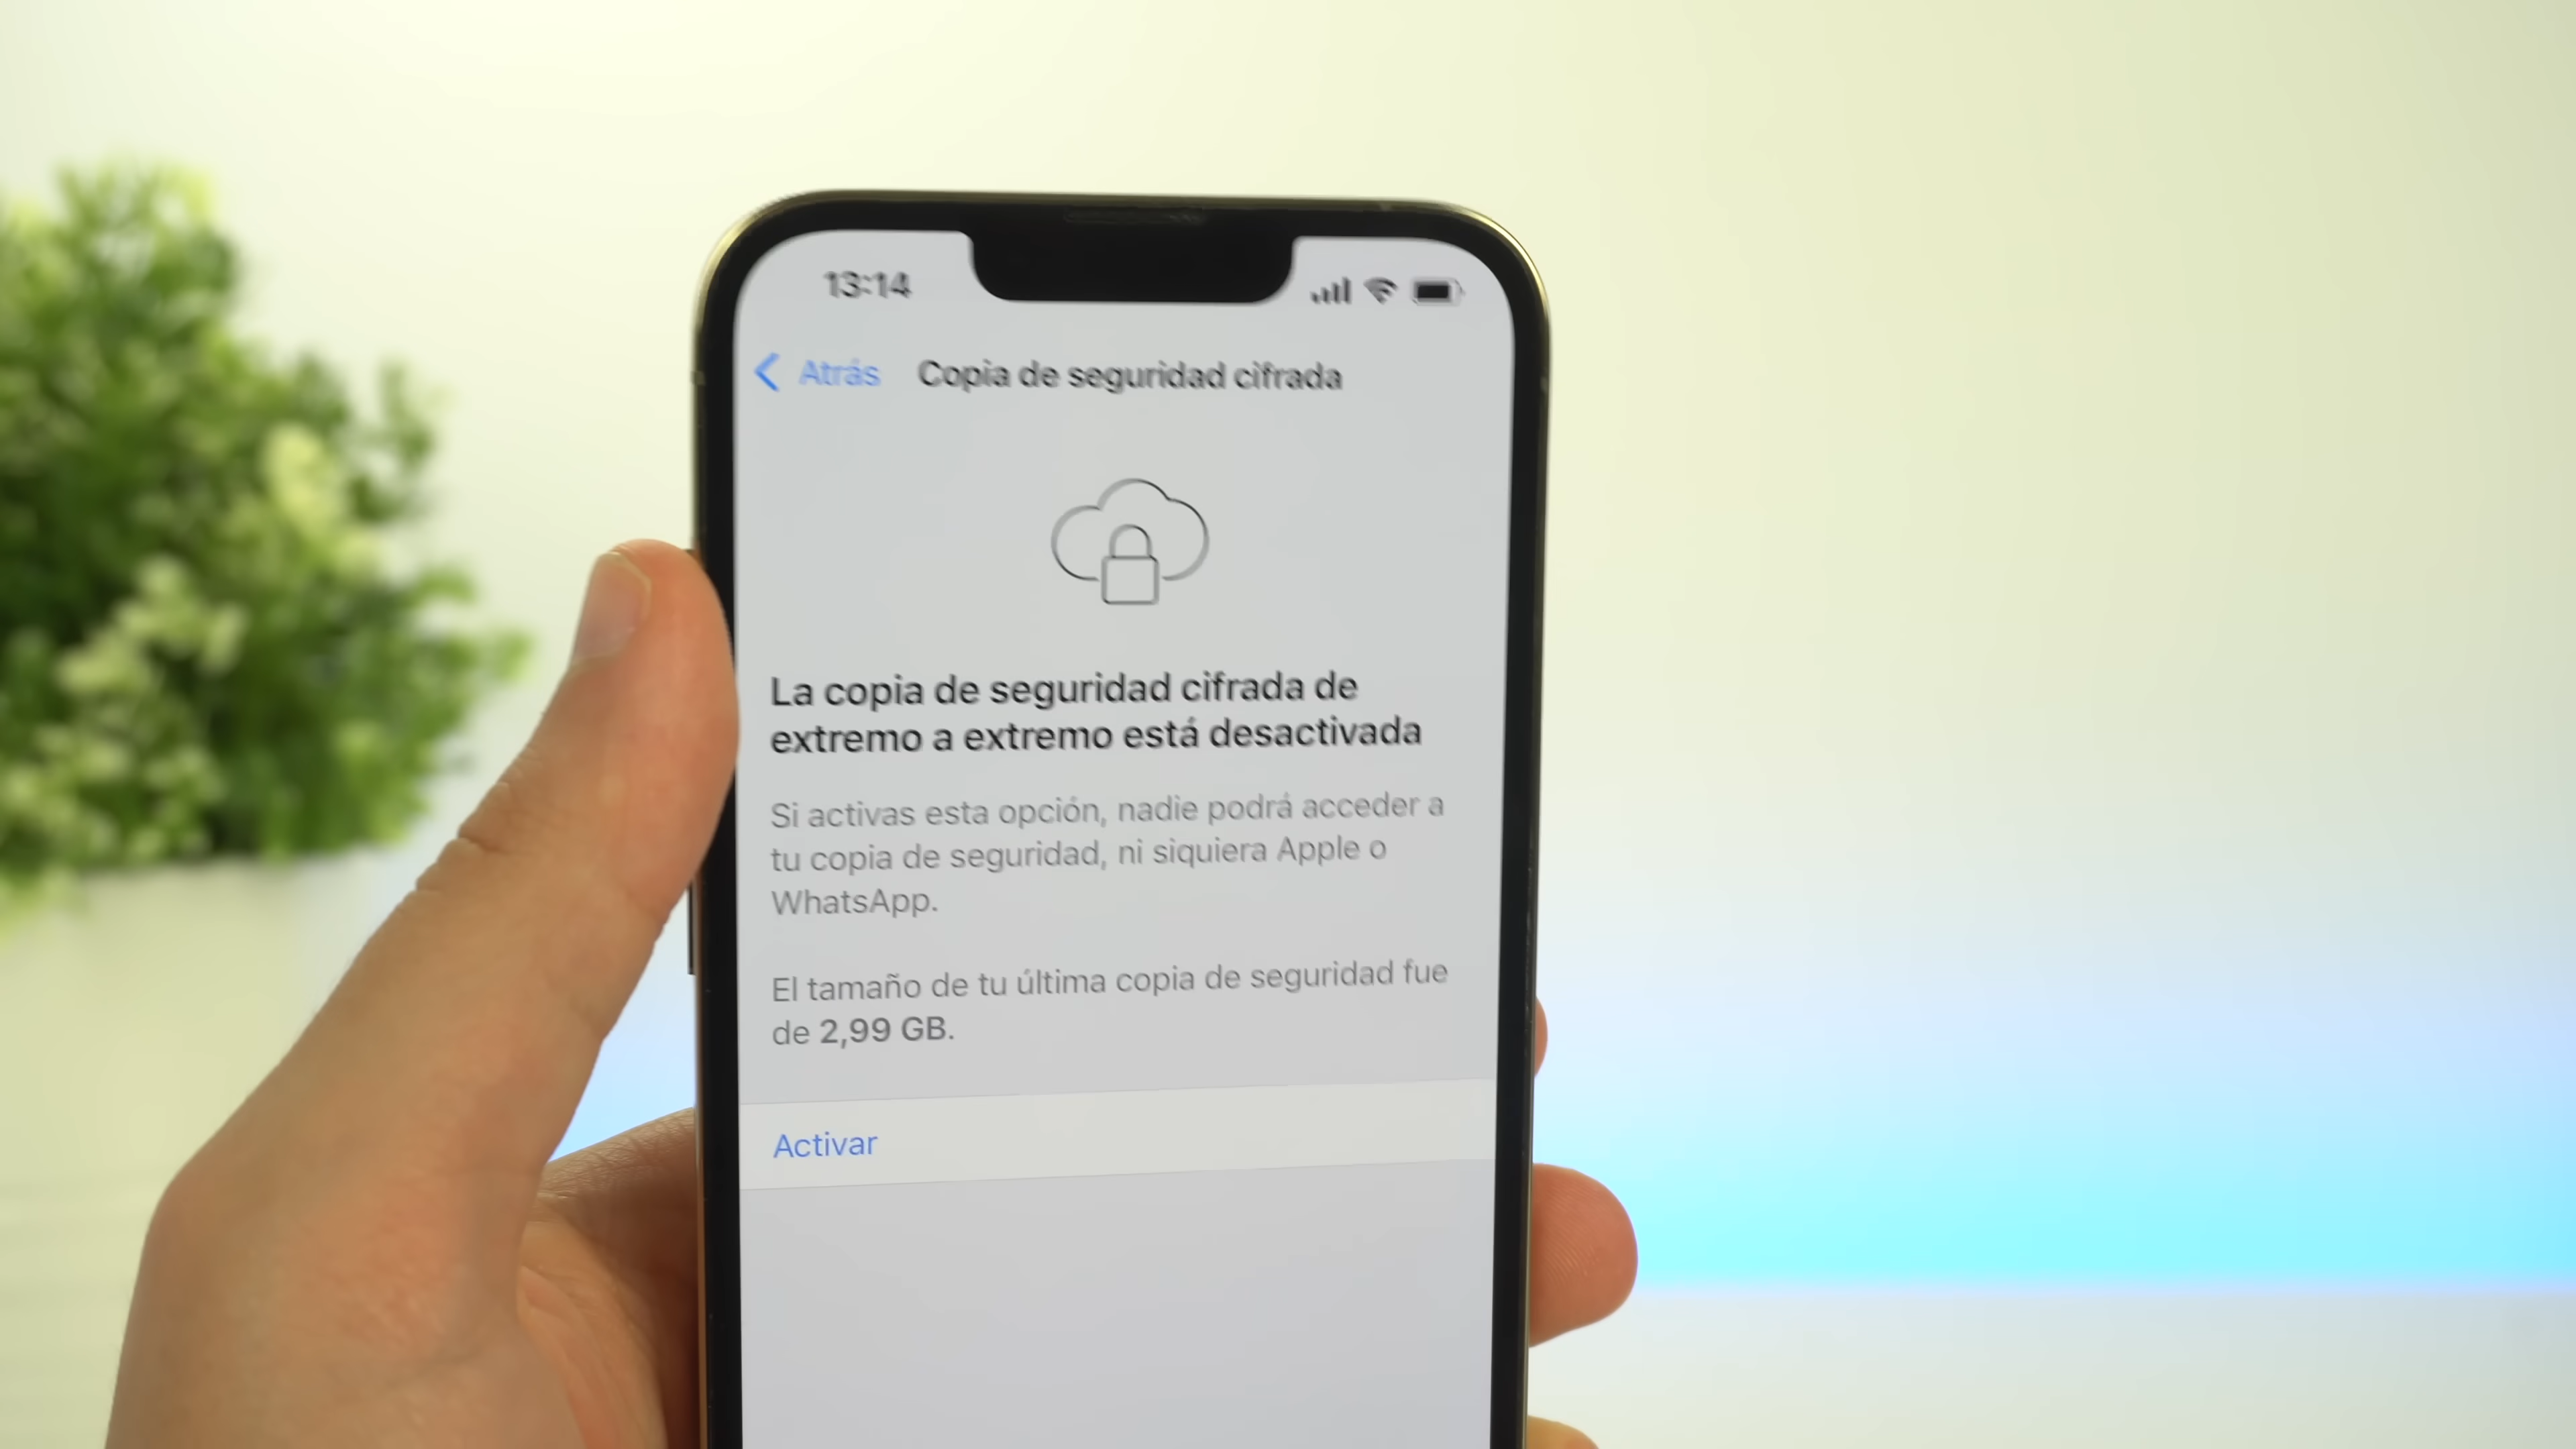 13:14
Atrás Copia de seguridad cifrada
La copia de seguridad cifrada de
extremo a extremo está desactivada
Si activas esta opción, nadie podrá acceder a
tu copia de seguridad, ni siquiera Apple o
WhatsApp.
El tamaño de tu última copia de seguridad fue
de 2,99 GB.
Activar